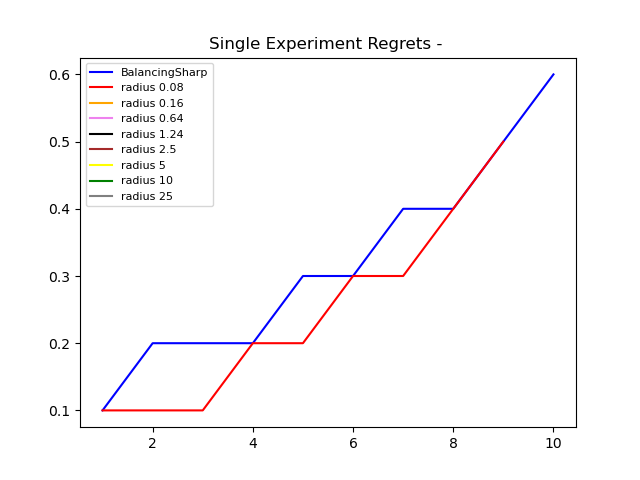 Single Experiment Regrets -
0.6
0.5
0.4
0.3
0.2
0.1
BalancingSharp
radius 0.08
radius 0.16
radius 0.64
radius 1.24
radius 2.5
radius 5
radius 10
radius 25
2 4 6 8 10